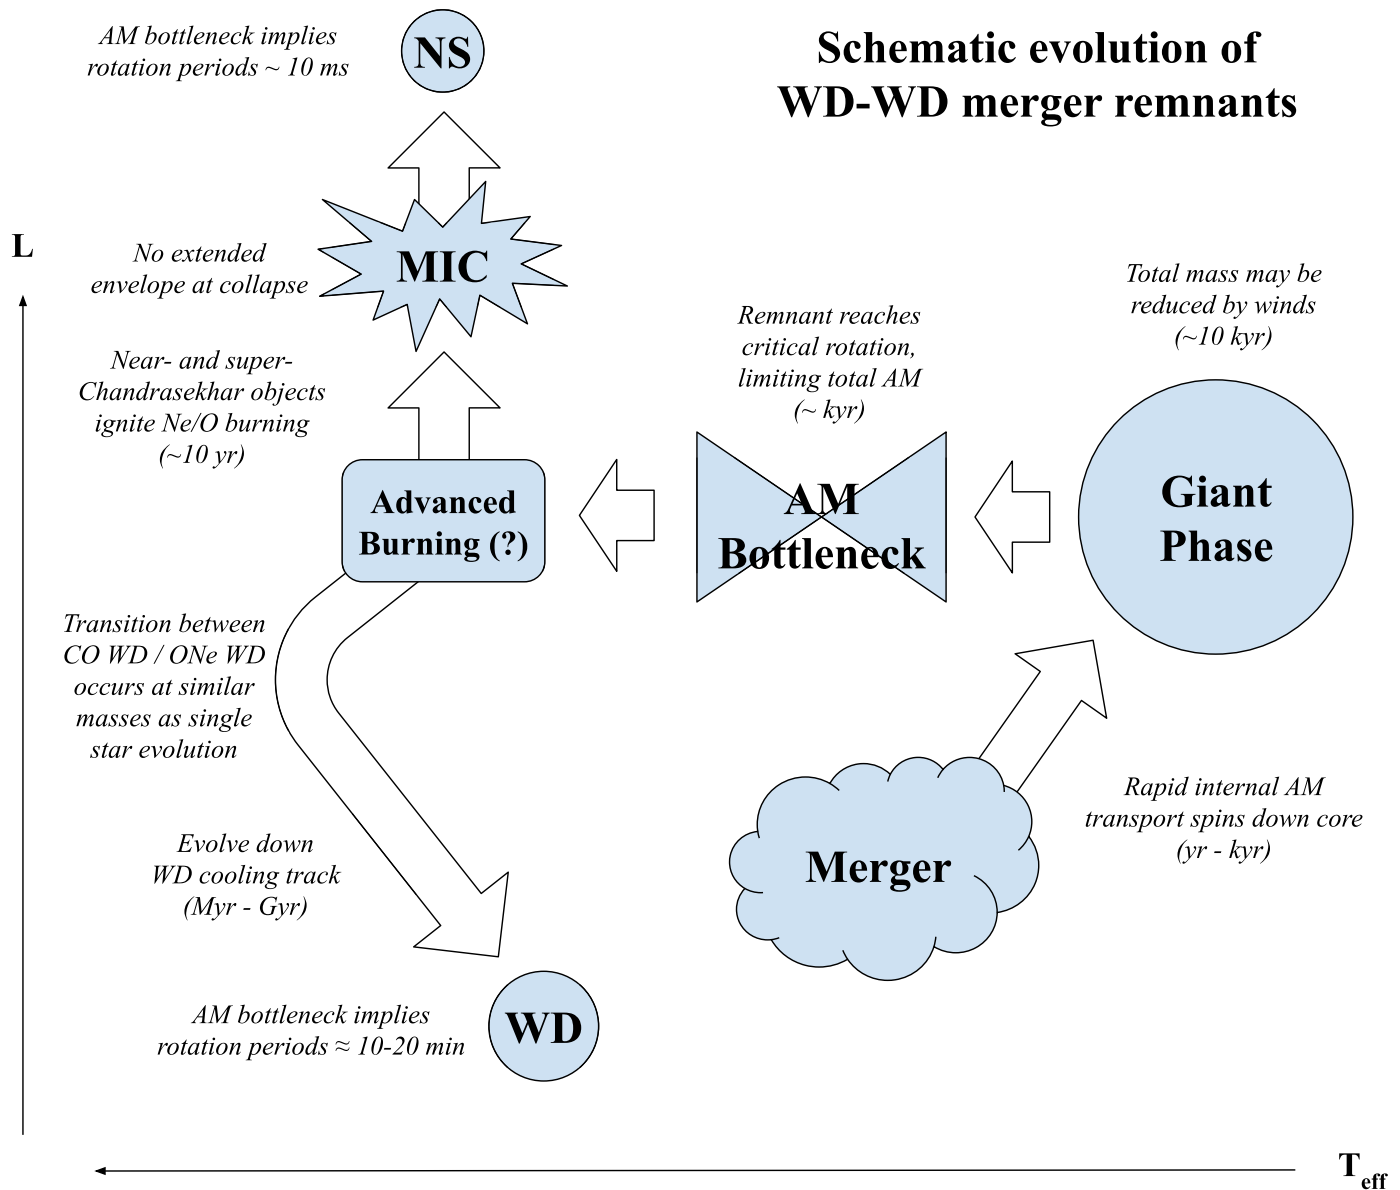 Schematic evolution of
WD-WD merger remnants
AM bottleneck implies
rotation periods ~ 10 ms
NS
L
No extended
envelope at collapse
MIC
Near- and super-
Chandrasekhar objects
ignite Ne/O burning
(~10 yr)
Remnant reaches
critical rotation,
limiting total AM
(~ kyr)
Total mass may be
reduced by winds
(~10 kyr)
Advanced
Burning (?)
AM
Bottleneck
Giant
Phase
Transition between
CO WD / ONe WD
occurs at similar
masses as single
star evolution
Rapid internal AM
transport spins down core
(yr - kyr)
Merger
Evolve down
WD cooling track
(Myr - Gyr)
AM bottleneck implies
rotation periods ≈ 10-20 min
WD
T_eff